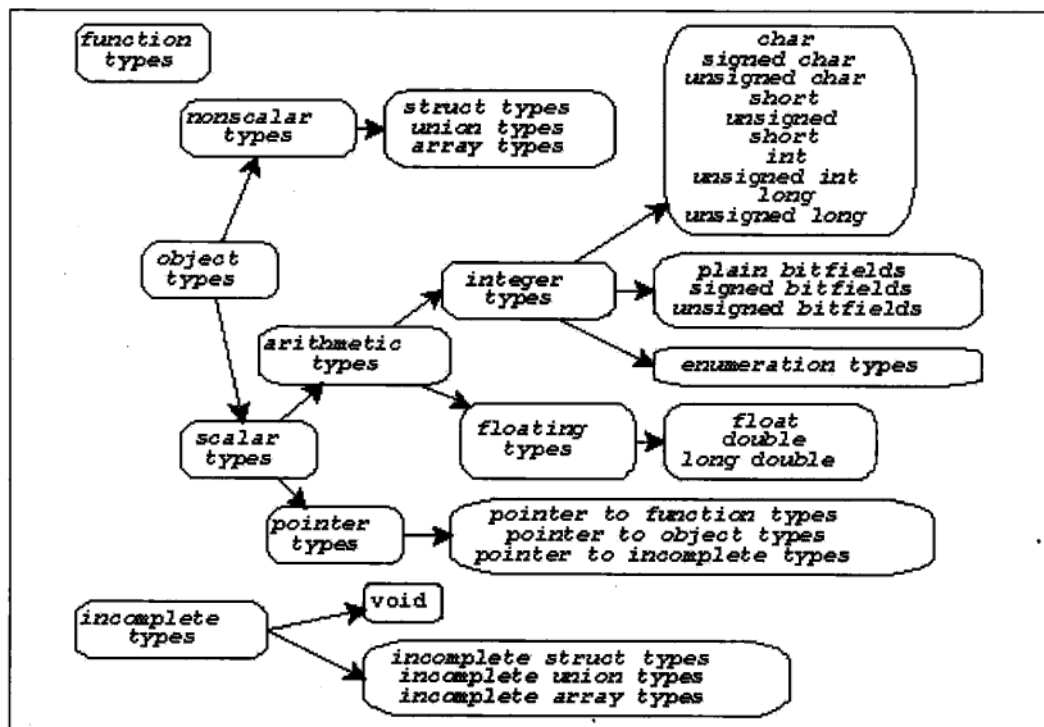 function
types
nonscalar
types
struct types
union types
array types
char
signed char
unsigned char
short
unsigned
short
int
unsigned int
long
unsigned long
object
types
integer
types
plain bitfields
signed bitfields
unsigned bitfields
arithmetic
types
enumeration types
scalar
types
floating
types
float
double
long double
pointer
types
pointer to function types
pointer to object types
pointer to incomplete types
incomplete
types
void
incomplete struct types
incomplete union types
incomplete array types